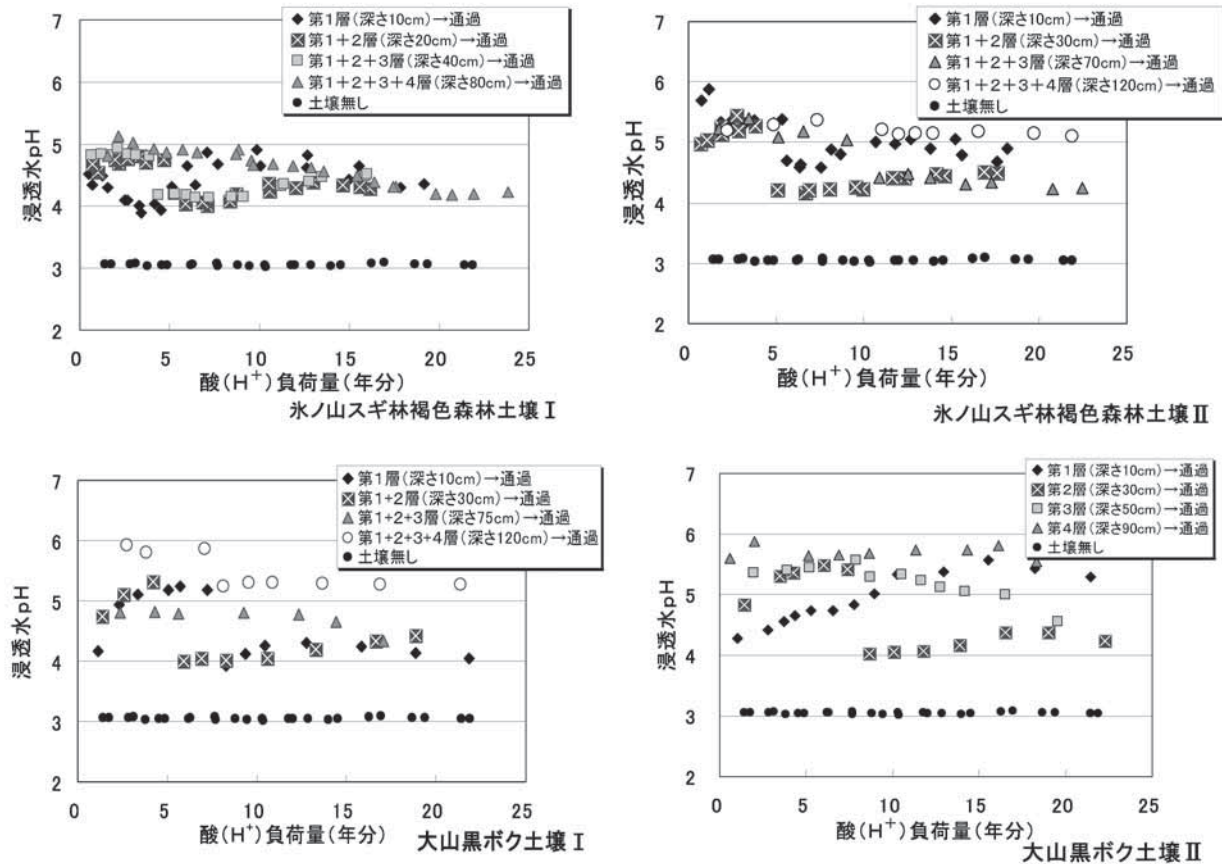 7
6
5
4
3
2
浸透水pH
◆ 第1層(深さ10cm)→通過
第1+2層(深さ20cm)→通過
第1+2+3層(深さ40cm)→通過
第1+2+3+4層(深さ80cm)→通過
土壌無し
0 5 10 15 20 25
酸(H⁺)負荷量(年分)
氷ノ山スギ林褐色森林土壌Ⅰ
7
6
5
4
3
2
浸透水pH
第1層(深さ10cm)→通過
第1+2層(深さ30cm)→通過
第1+2+3層(深さ70cm)→通過
第1+2+3+4層(深さ120cm)→通過
土壌無し
0 5 10 15 20 25
酸(H⁺)負荷量(年分)
氷ノ山スギ林褐色森林土壌Ⅱ
7
6
5
4
3
2
浸透水pH
第1層(深さ10cm)→通過
第1+2層(深さ30cm)→通過
第1+2+3層(深さ75cm)→通過
第1+2+3+4層(深さ120cm)→通過
土壌無し
0 5 10 15 20 25
酸(H⁺)負荷量(年分)
大山黒ボク土壌Ⅰ
7
6
5
4
3
2
浸透水pH
第1層(深さ10cm)→通過
第2層(深さ30cm)→通過
第3層(深さ50cm)→通過
第4層(深さ90cm)→通過
土壌無し
0 5 10 15 20 25
酸(H⁺)負荷量(年分)
大山黒ボク土壌Ⅱ